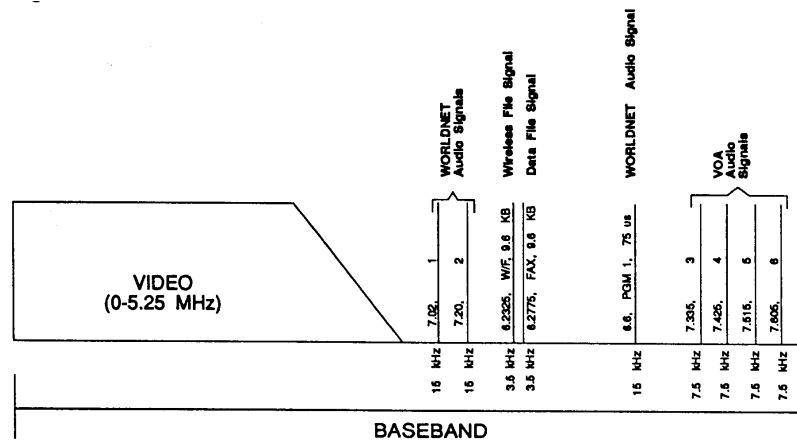 WORLDNET
Audio Signals
Wireless File Signal
Data File Signal
WORLDNET Audio Signal
VOA
Audio
Signals
VIDEO
(0-5.25 MHz)
7.02, 1
7.20, 2
6.2325, W/F, 9.6 KB
6.2775, FAX, 9.6 KB
6.6, PGM 1, 75 us
7.335, 3
7.425, 4
7.515, 5
7.605, 6
15 kHz
15 kHz
3.5 kHz
3.5 kHz
15 kHz
7.5 kHz
7.5 kHz
7.5 kHz
7.5 kHz
BASEBAND